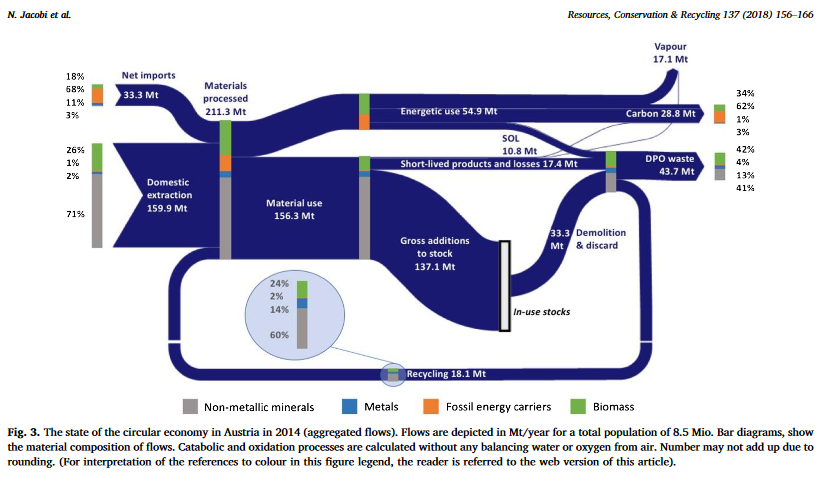 N. Jacobi et al.
Resources, Conservation & Recycling 137 (2018) 156–166
Vapour
17.1 Mt
18%
68%
11%
3%
Net imports
33.3 Mt
Materials
processed
211.3 Mt
Energetic use 54.9 Mt
Carbon 28.8 Mt
34%
62%
1%
3%
SOL
10.8 Mt
26%
1%
2%
71%
Short-lived products and losses 17.4 Mt
DPO waste
43.7 Mt
42%
4%
13%
41%
Domestic
extraction
159.9 Mt
Material use
156.3 Mt
Gross additions
to stock
137.1 Mt
33.3
Mt
Demolition
& discard
24%
2%
14%
60%
In-use stocks
Recycling 18.1 Mt
Non-metallic minerals
Metals
Fossil energy carriers
Biomass
Fig. 3. The state of the circular economy in Austria in 2014 (aggregated flows). Flows are depicted in Mt/year for a total population of 8.5 Mio. Bar diagrams, show
the material composition of flows. Catabolic and oxidation processes are calculated without any balancing water or oxygen from air. Number may not add up due to
rounding. (For interpretation of the references to colour in this figure legend, the reader is referred to the web version of this article).